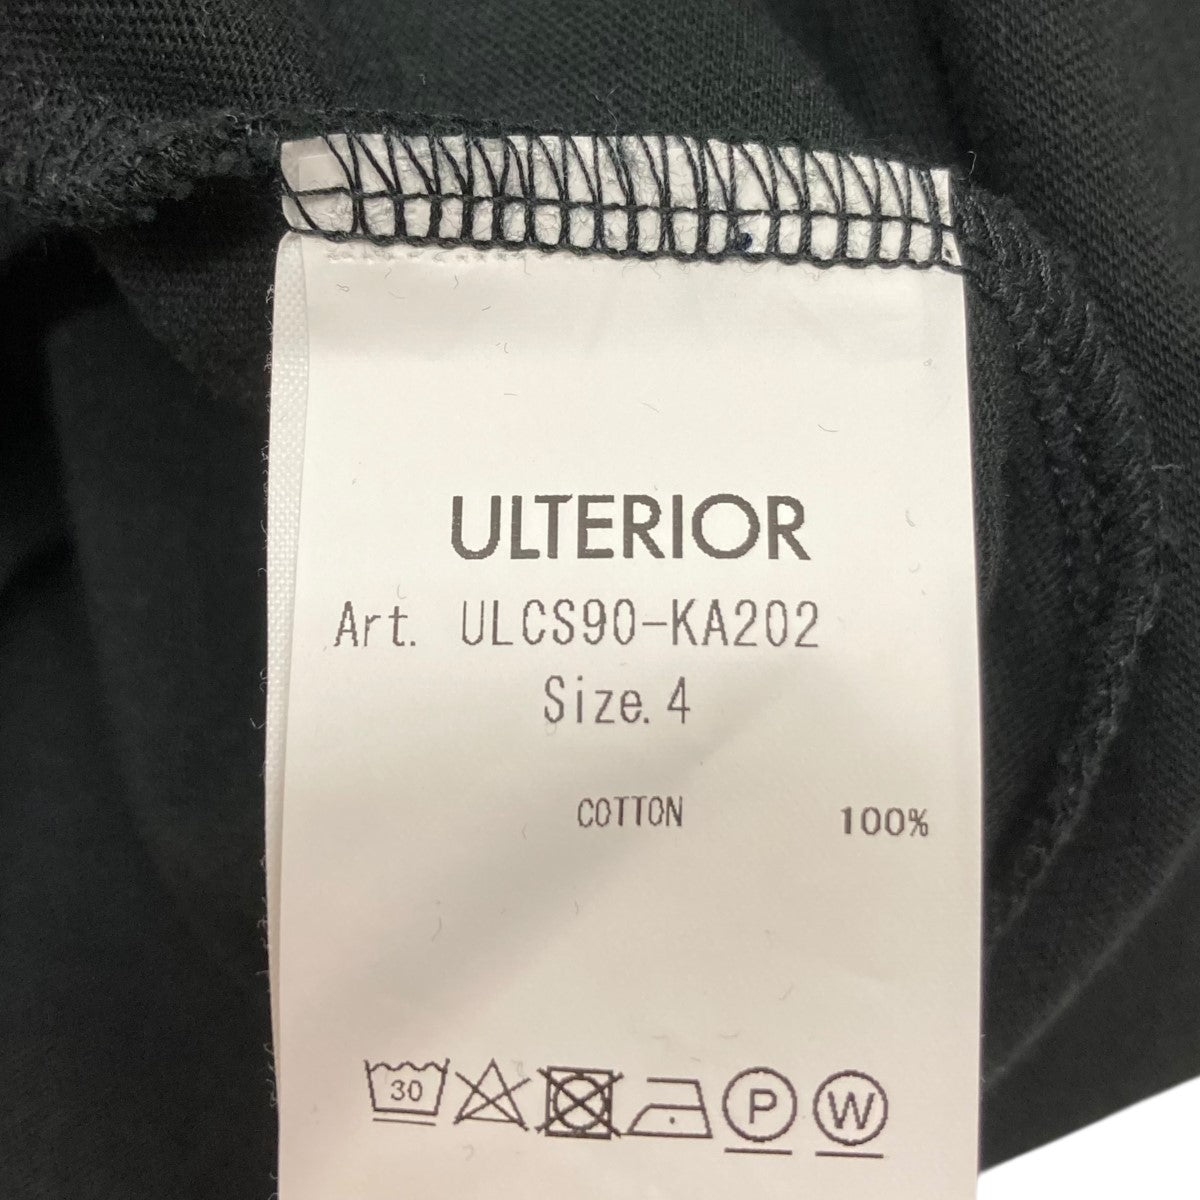 ULTERIOR
Art. ULCS90-KA202
Size. 4
COTTON 100%
30 P W